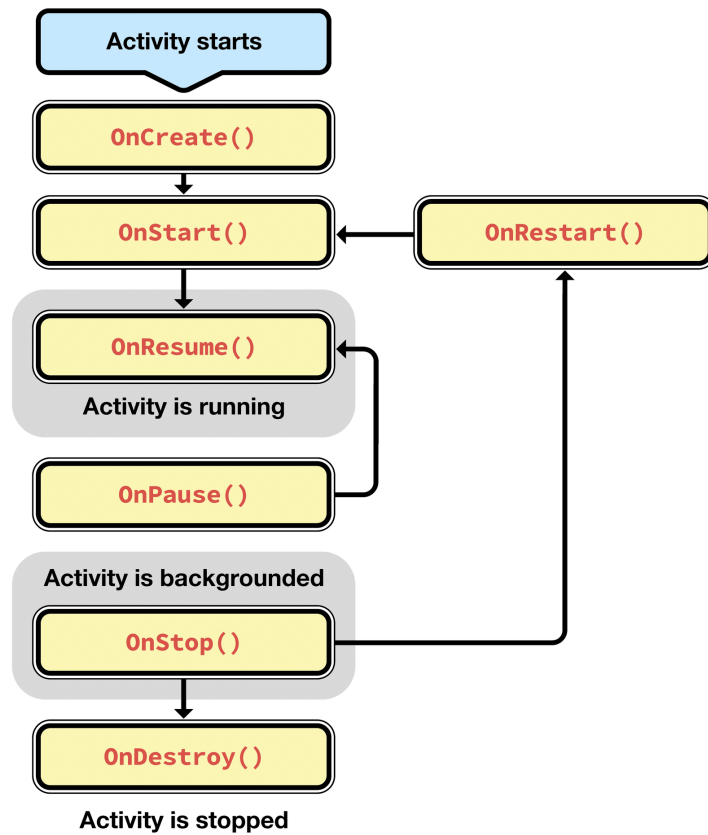 Activity starts
OnCreate()
OnStart()
OnRestart()
OnResume()
Activity is running
OnPause()
Activity is backgrounded
OnStop()
OnDestroy()
Activity is stopped